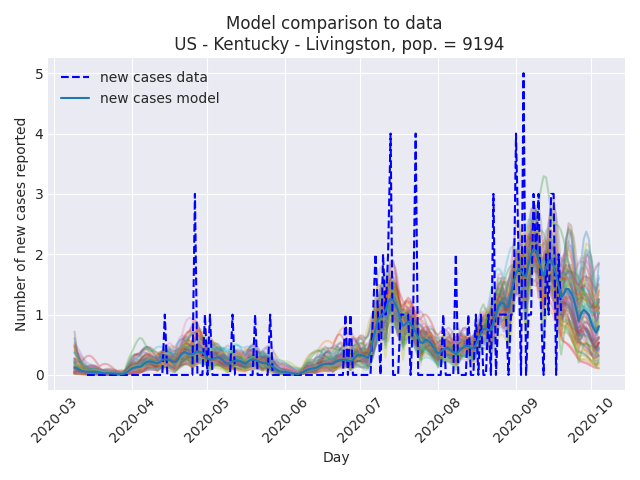 Model comparison to data
US - Kentucky - Livingston, pop. = 9194
new cases data
new cases model
Number of new cases reported
5
4
3
2
1
0
2020-03
2020-04
2020-05
2020-06
2020-07
2020-08
2020-09
2020-10
Day